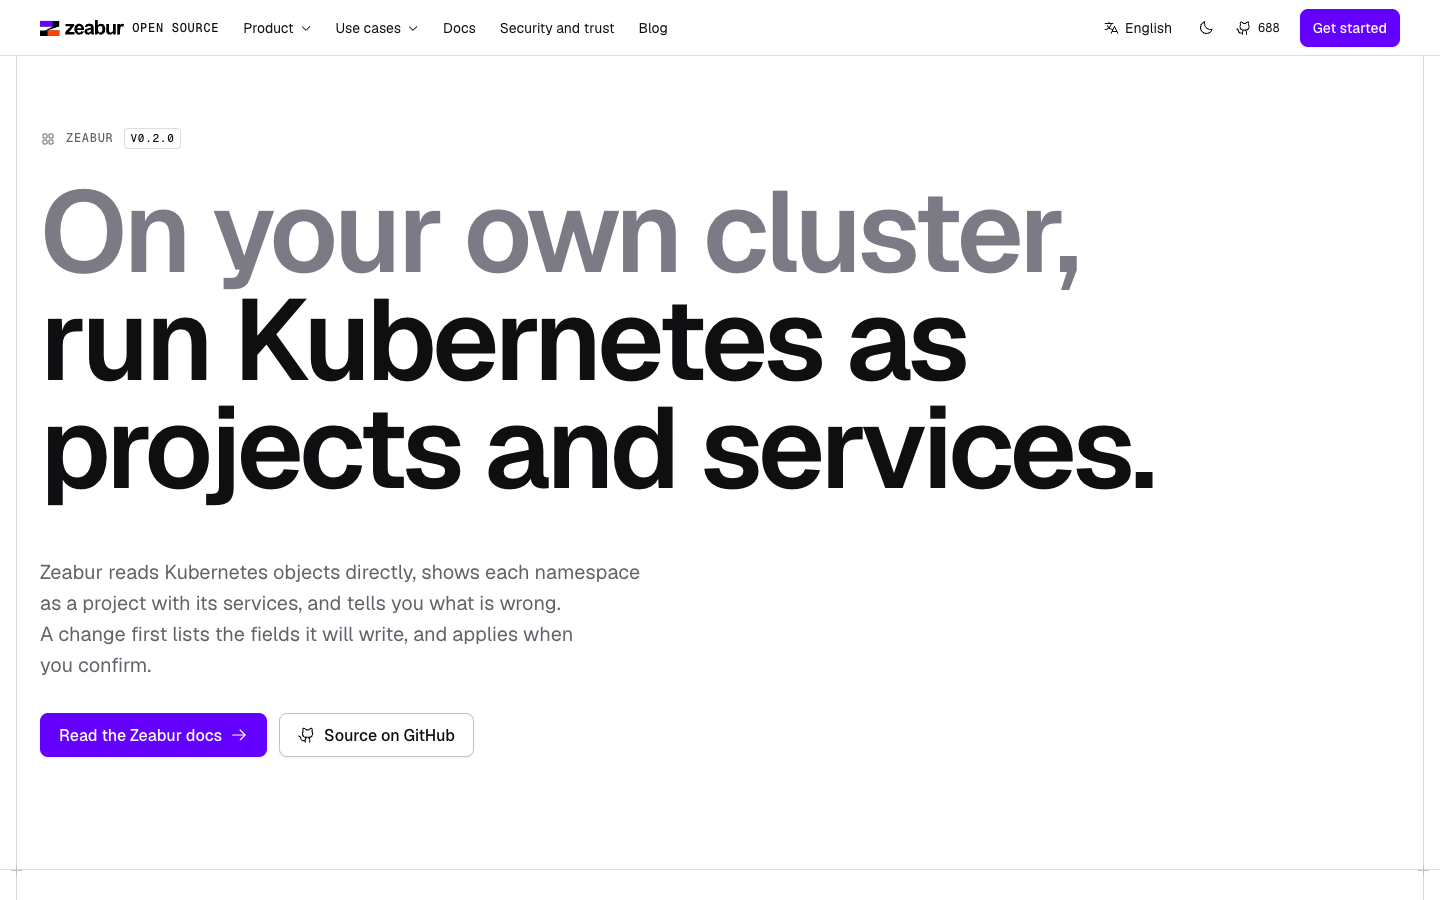 zeabur OPEN SOURCE
Product
Use cases
Docs
Security and trust
Blog
English
688
Get started
ZEABUR
V0.2.0
On your own cluster,
run Kubernetes as
projects and services.
Zeabur reads Kubernetes objects directly, shows each namespace
as a project with its services, and tells you what is wrong.
A change first lists the fields it will write, and applies when
you confirm.
Read the Zeabur docs
Source on GitHub